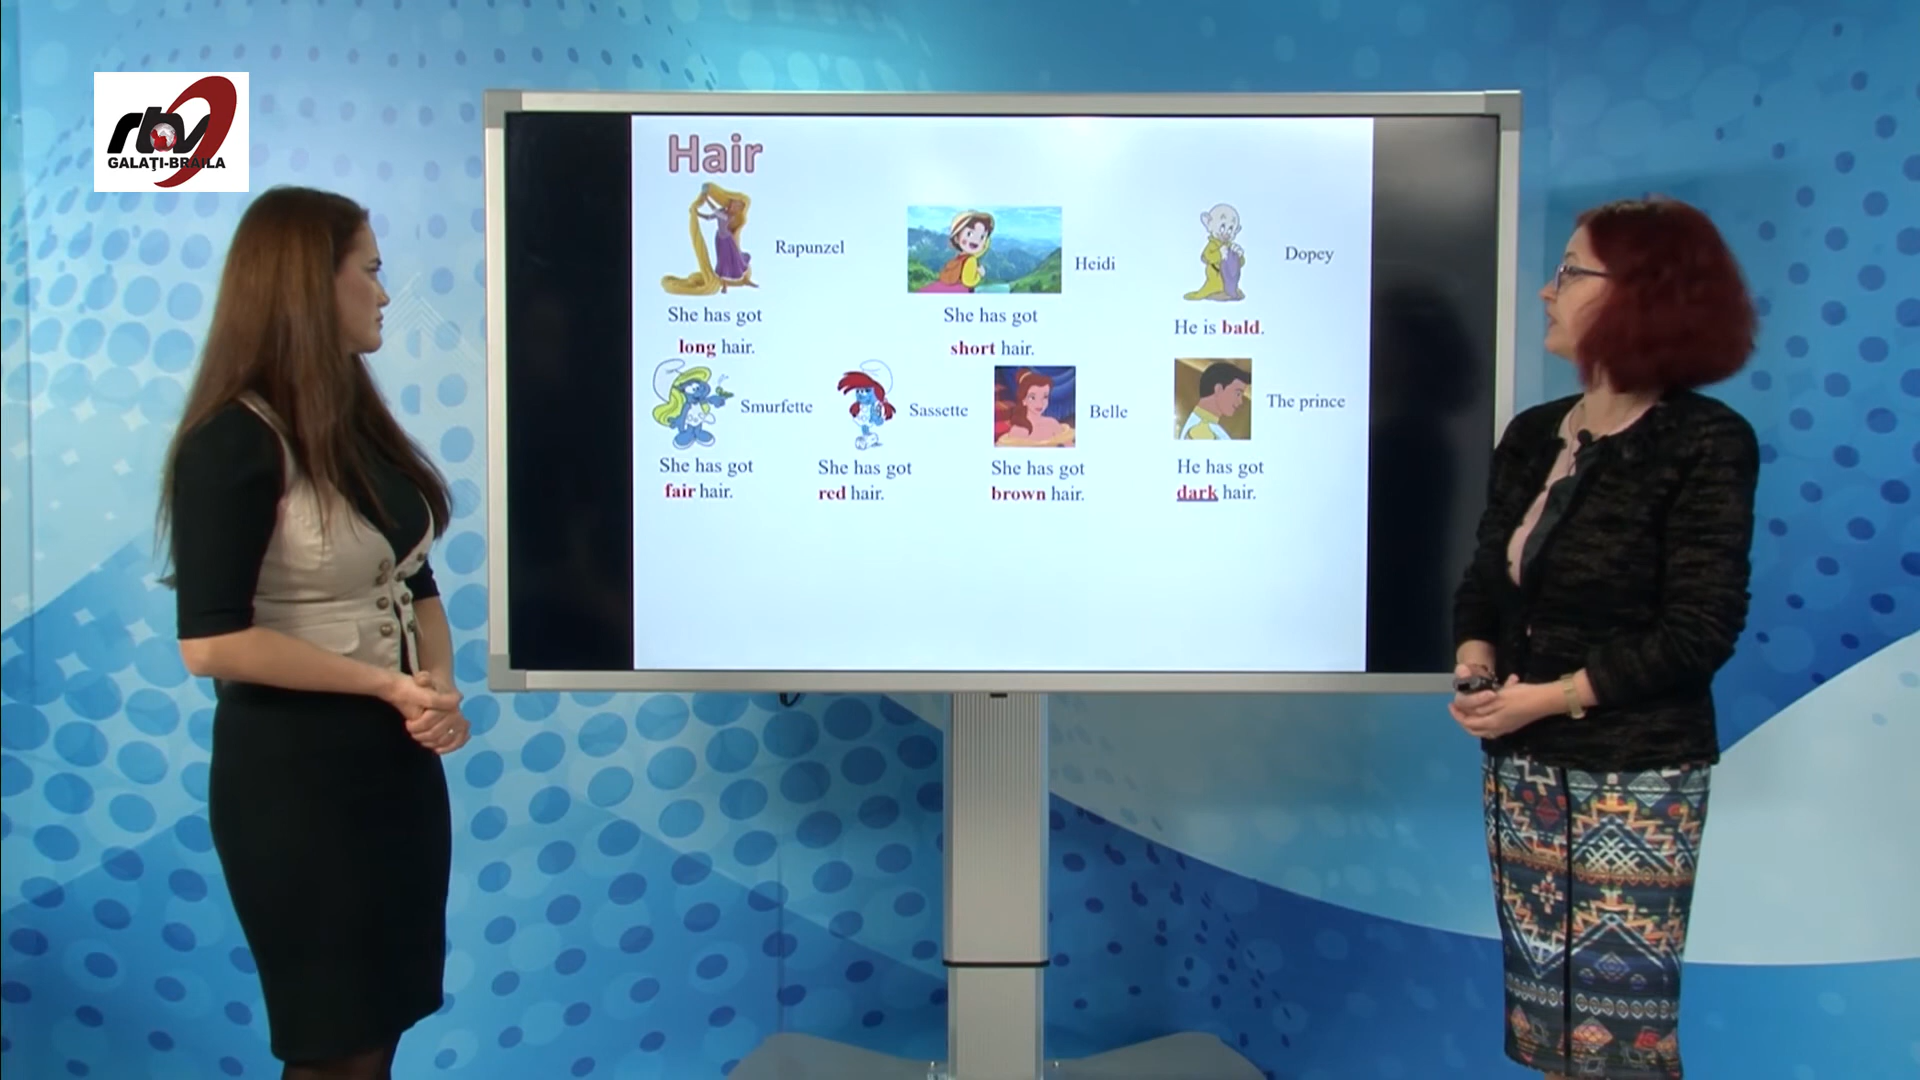 rtv
GALAŢI-BRĂILA
Hair
Rapunzel
Heidi
Dopey
She has got
long hair.
She has got
short hair.
He is bald.
Smurfette
Sassette
Belle
The prince
She has got
fair hair.
She has got
red hair.
She has got
brown hair.
He has got
dark hair.